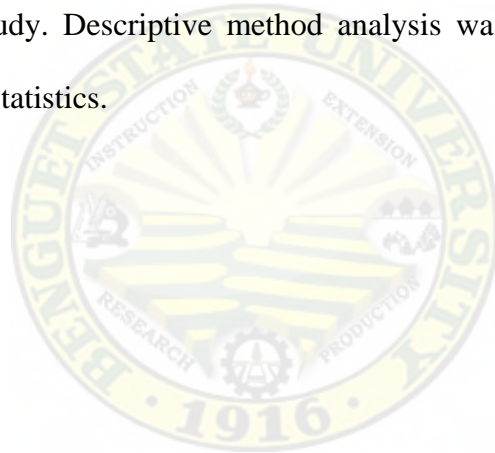 udy. Descriptive method analysis wa
tatistics.
BENGUET STATE UNIVERSITY
INSTRUCTION
EXTENSION
RESEARCH
PRODUCTION
1916